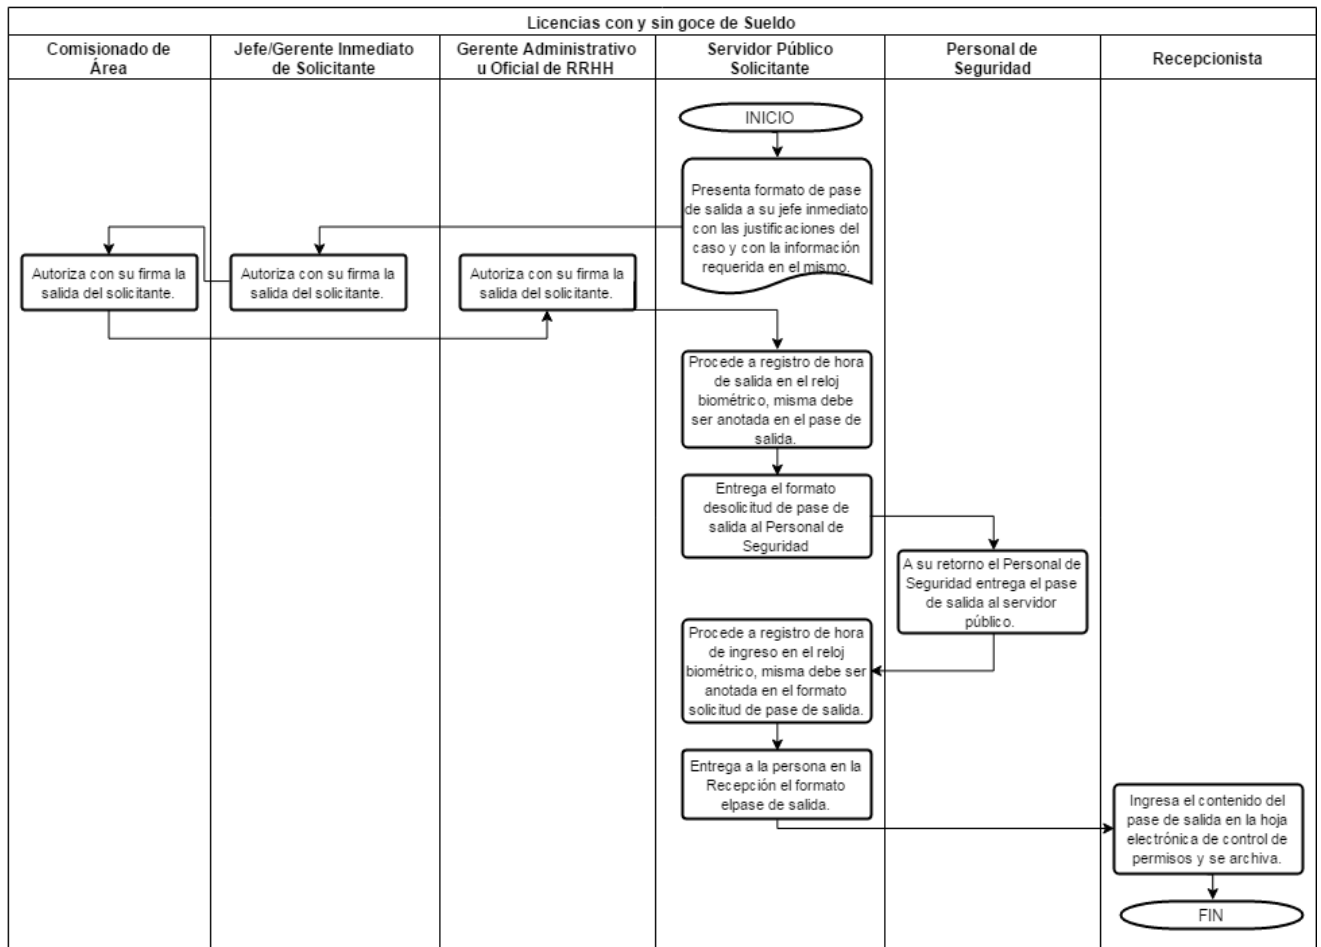 Licencias con y sin goce de Sueldo
Comisionado de
Área
Jefe/Gerente Inmediato
de Solicitante
Gerente Administrativo
u Oficial de RRHH
Servidor Público
Solicitante
Personal de
Seguridad
Recepcionista
INICIO
Presenta formato de pase
de salida a su jefe inmediato
con las justificaciones del
caso y con la información
requerida en el mismo.
Autoriza con su firma la
salida del solicitante.
Autoriza con su firma la
salida del solicitante.
Autoriza con su firma la
salida del solicitante.
Procede a registro de hora
de salida en el reloj
biométrico, misma debe
ser anotada en el pase de
salida.
Entrega el formato
desolicitud de pase de
salida al Personal de
Seguridad
A su retorno el Personal de
Seguridad entrega el pase
de salida al servidor
público.
Procede a registro de hora
de ingreso en el reloj
biométrico, misma debe ser
anotada en el formato
solicitud de pase de salida.
Entrega a la persona en la
Recepción el formato
elpase de salida.
Ingresa el contenido del
pase de salida en la hoja
electrónica de control de
permisos y se archiva.
FIN